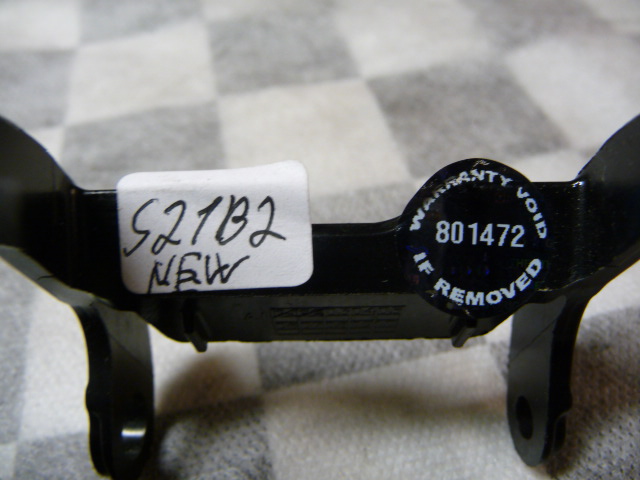 S21B2
NEW
WARRANTY VOID
801472
IF REMOVED